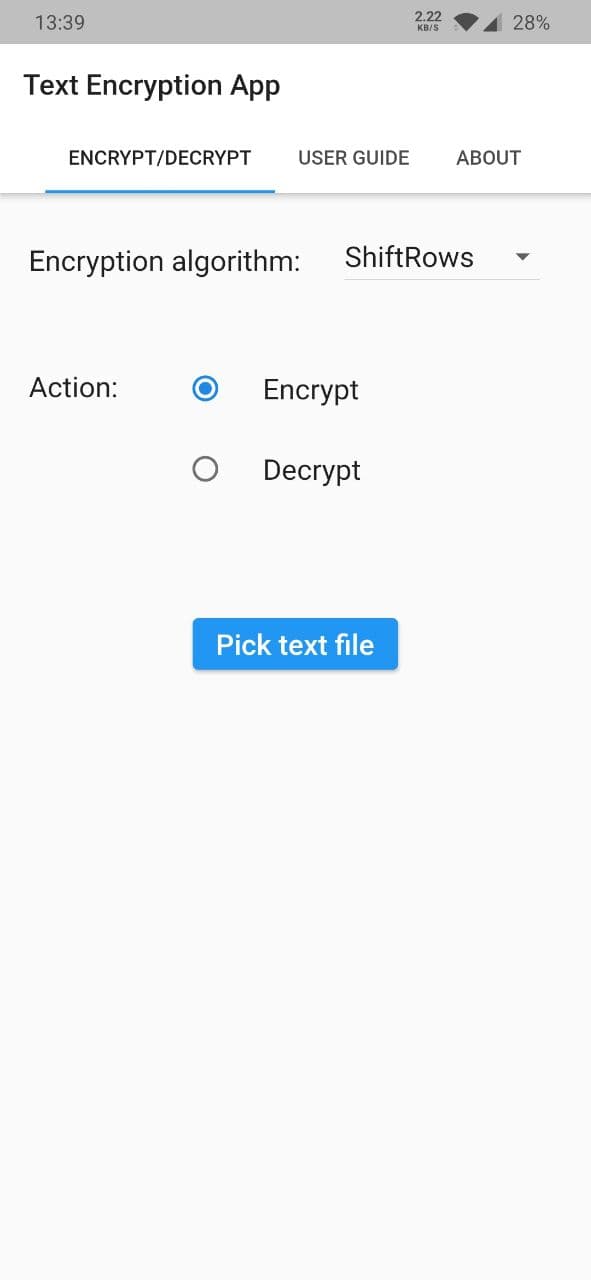 13:39 2.22 KB/S 28%
Text Encryption App
ENCRYPT/DECRYPT USER GUIDE ABOUT
Encryption algorithm: ShiftRows
Action: Encrypt
Decrypt
Pick text file